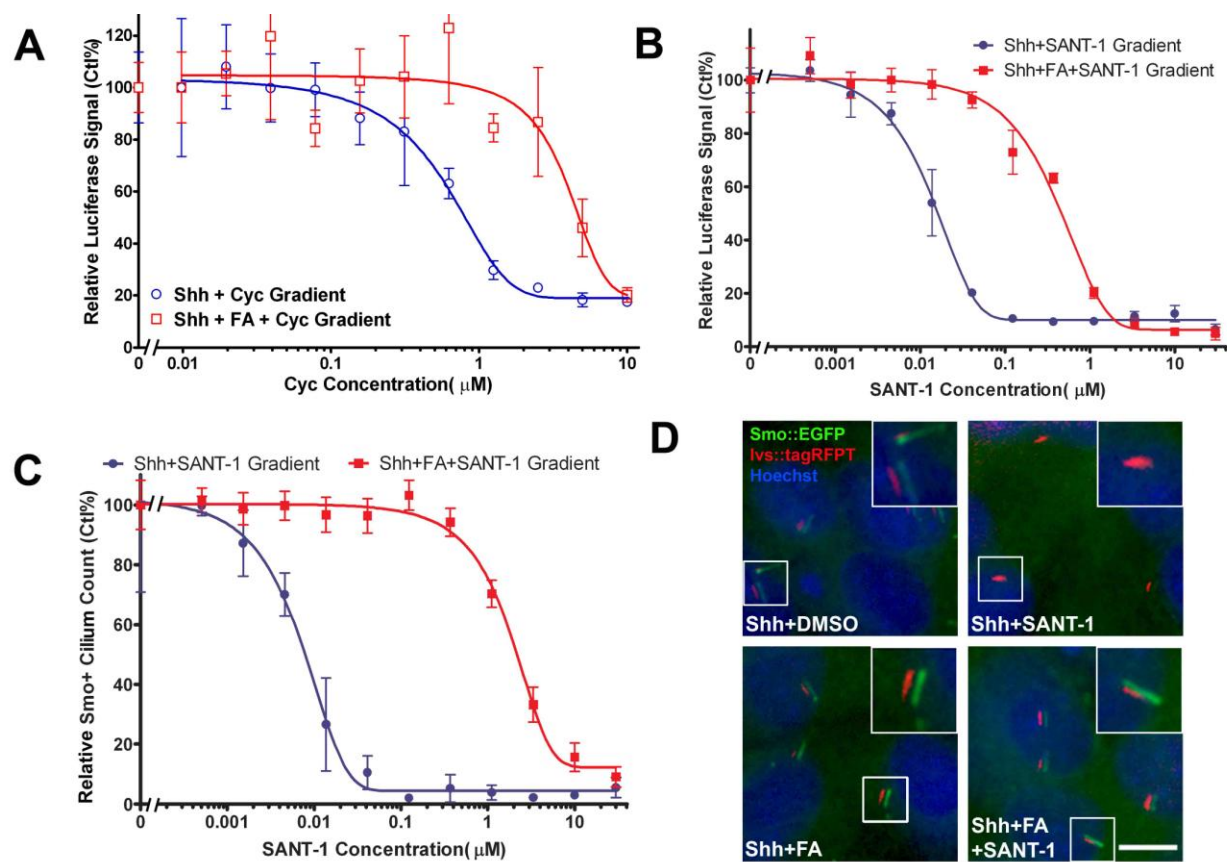 A
Relative Luciferase Signal (Ctl%)
120
100
80
60
40
20
0
Shh + Cyc Gradient
Shh + FA + Cyc Gradient
0 0.01 0.1 1 10
Cyc Concentration( μM)
B
Shh+SANT-1 Gradient
Shh+FA+SANT-1 Gradient
Relative Luciferase Signal (Ctl%)
100
80
60
40
20
0
0 0.001 0.01 0.1 1 10
SANT-1 Concentration( μM)
C
Shh+SANT-1 Gradient Shh+FA+SANT-1 Gradient
Relative Smo+ Cilium Count (Ctl%)
100
80
60
40
20
0
0 0.001 0.01 0.1 1 10
SANT-1 Concentration( μM)
D
Smo::EGFP
Ivs::tagRFPT
Hoechst
Shh+DMSO
Shh+SANT-1
Shh+FA
Shh+FA
+SANT-1